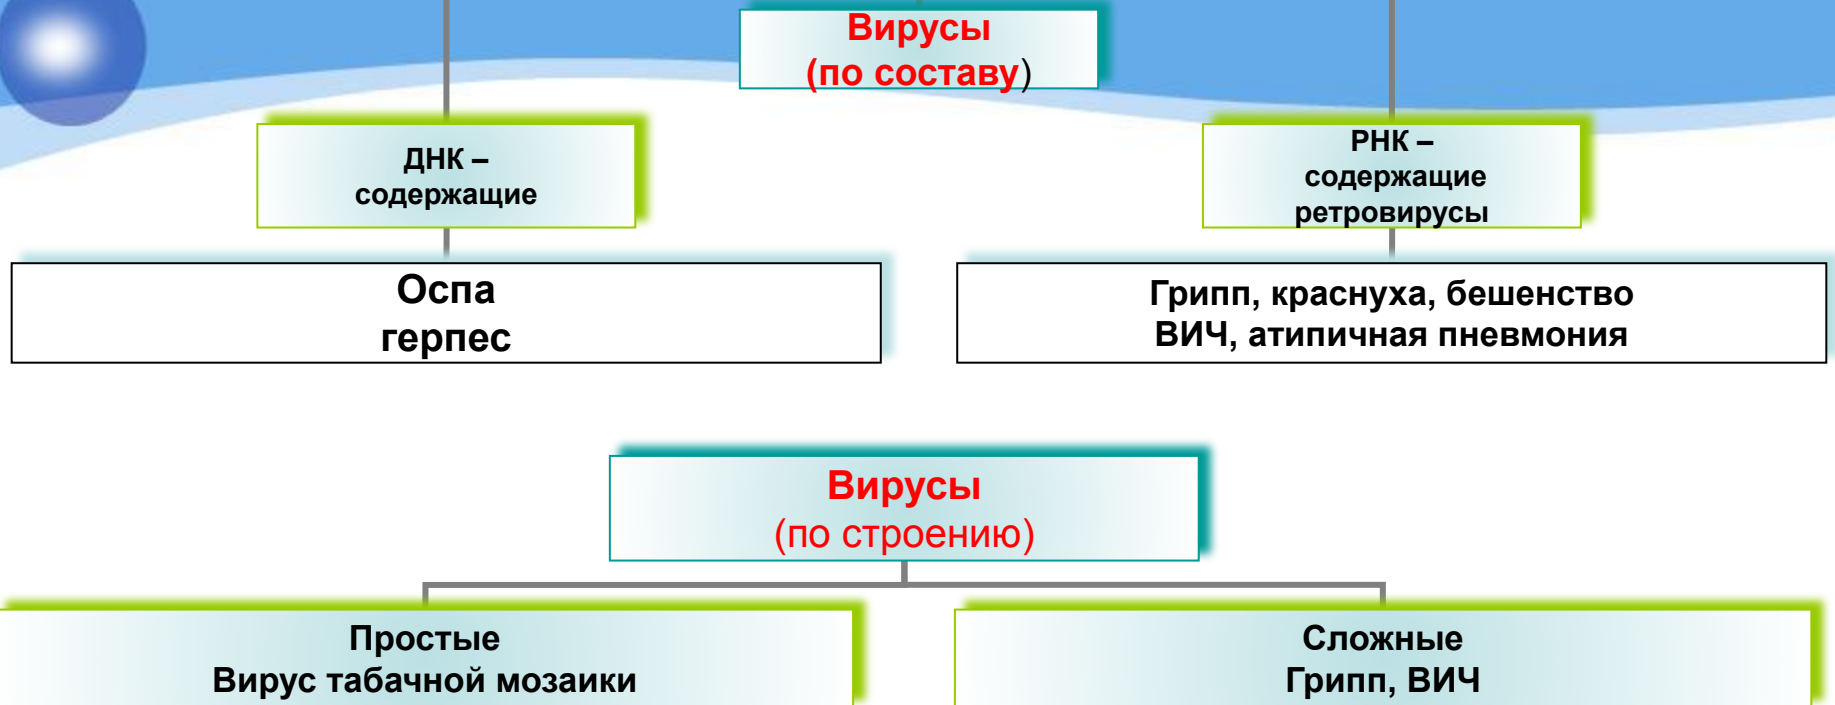 Вирусы
(по составу)
ДНК –
содержащие
РНК –
содержащие
ретровирусы
Оспа
герпес
Грипп, краснуха, бешенство
ВИЧ, атипичная пневмония
Вирусы
(по строению)
Простые
Вирус табачной мозаики
Сложные
Грипп, ВИЧ